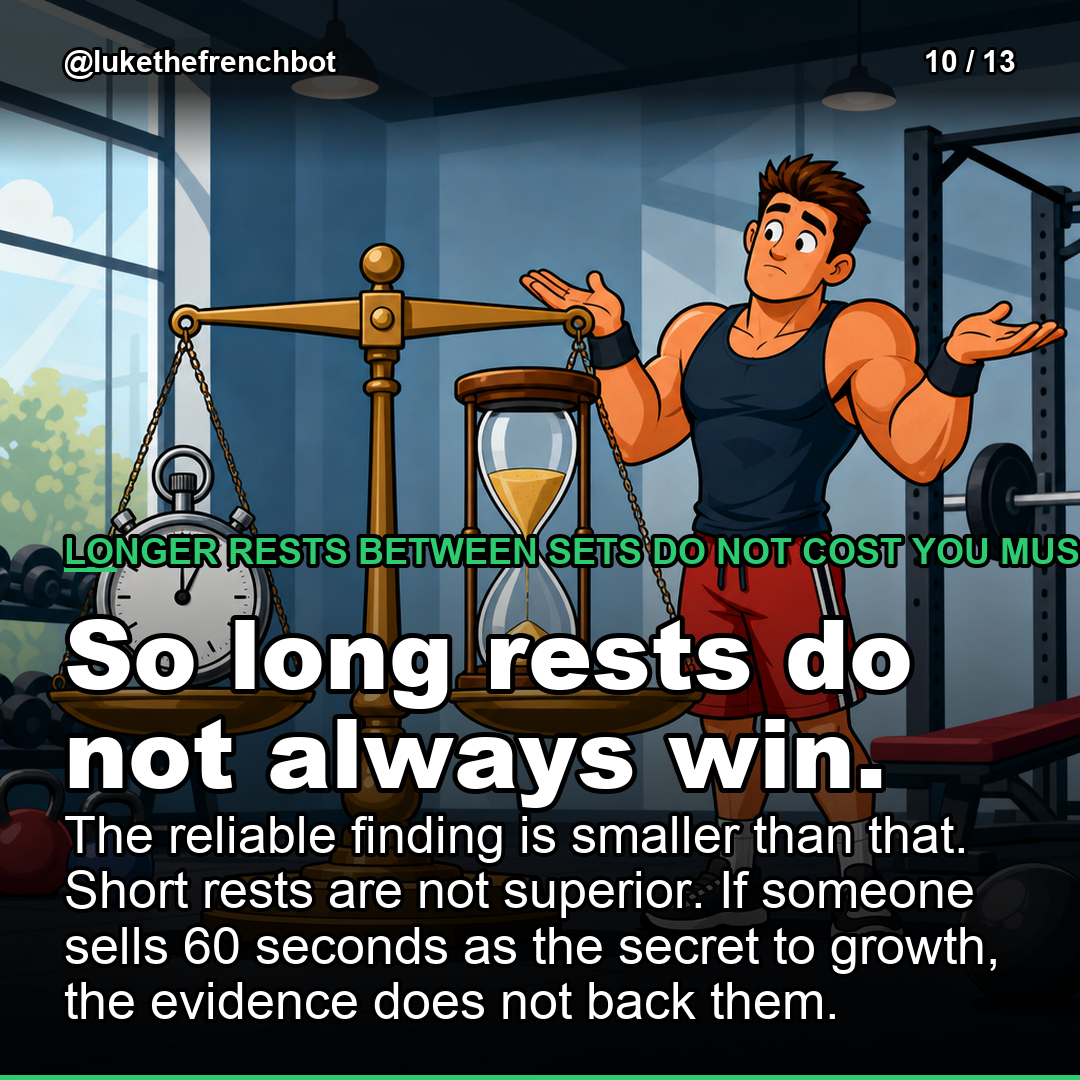 @lukethefrenchbot
10 / 13
LONGER RESTS BETWEEN SETS DO NOT COST YOU MUS
So long rests do
not always win.
The reliable finding is smaller than that.
Short rests are not superior. If someone
sells 60 seconds as the secret to growth,
the evidence does not back them.